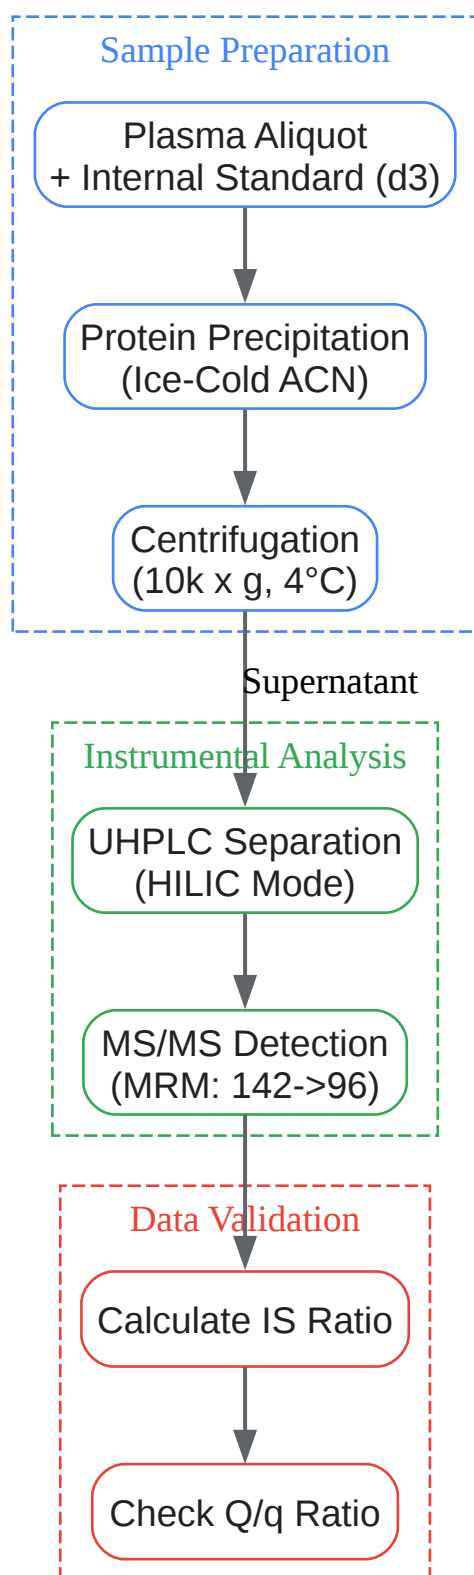 Sample Preparation
Plasma Aliquot
+ Internal Standard (d3)
Protein Precipitation
(Ice-Cold ACN)
Centrifugation
(10k x g, 4°C)
Supernatant
Instrumental Analysis
UHPLC Separation
(HILIC Mode)
MS/MS Detection
(MRM: 142->96)
Data Validation
Calculate IS Ratio
Check Q/q Ratio